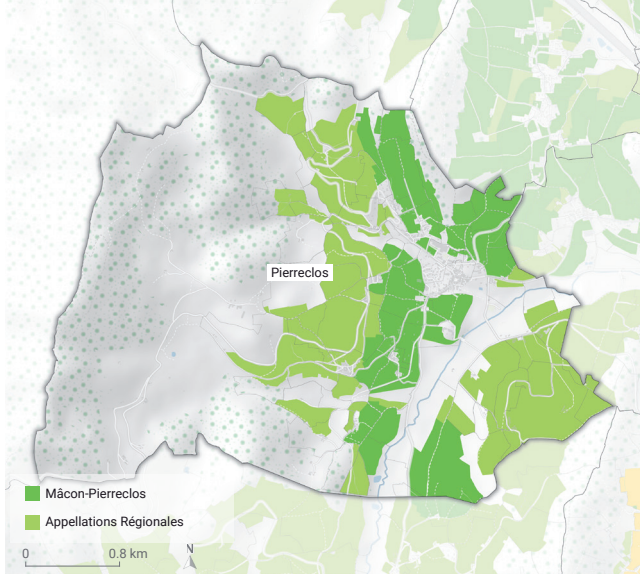 Pierreclos
Mâcon-Pierreclos
Appellations Régionales
0 0.8 km
N